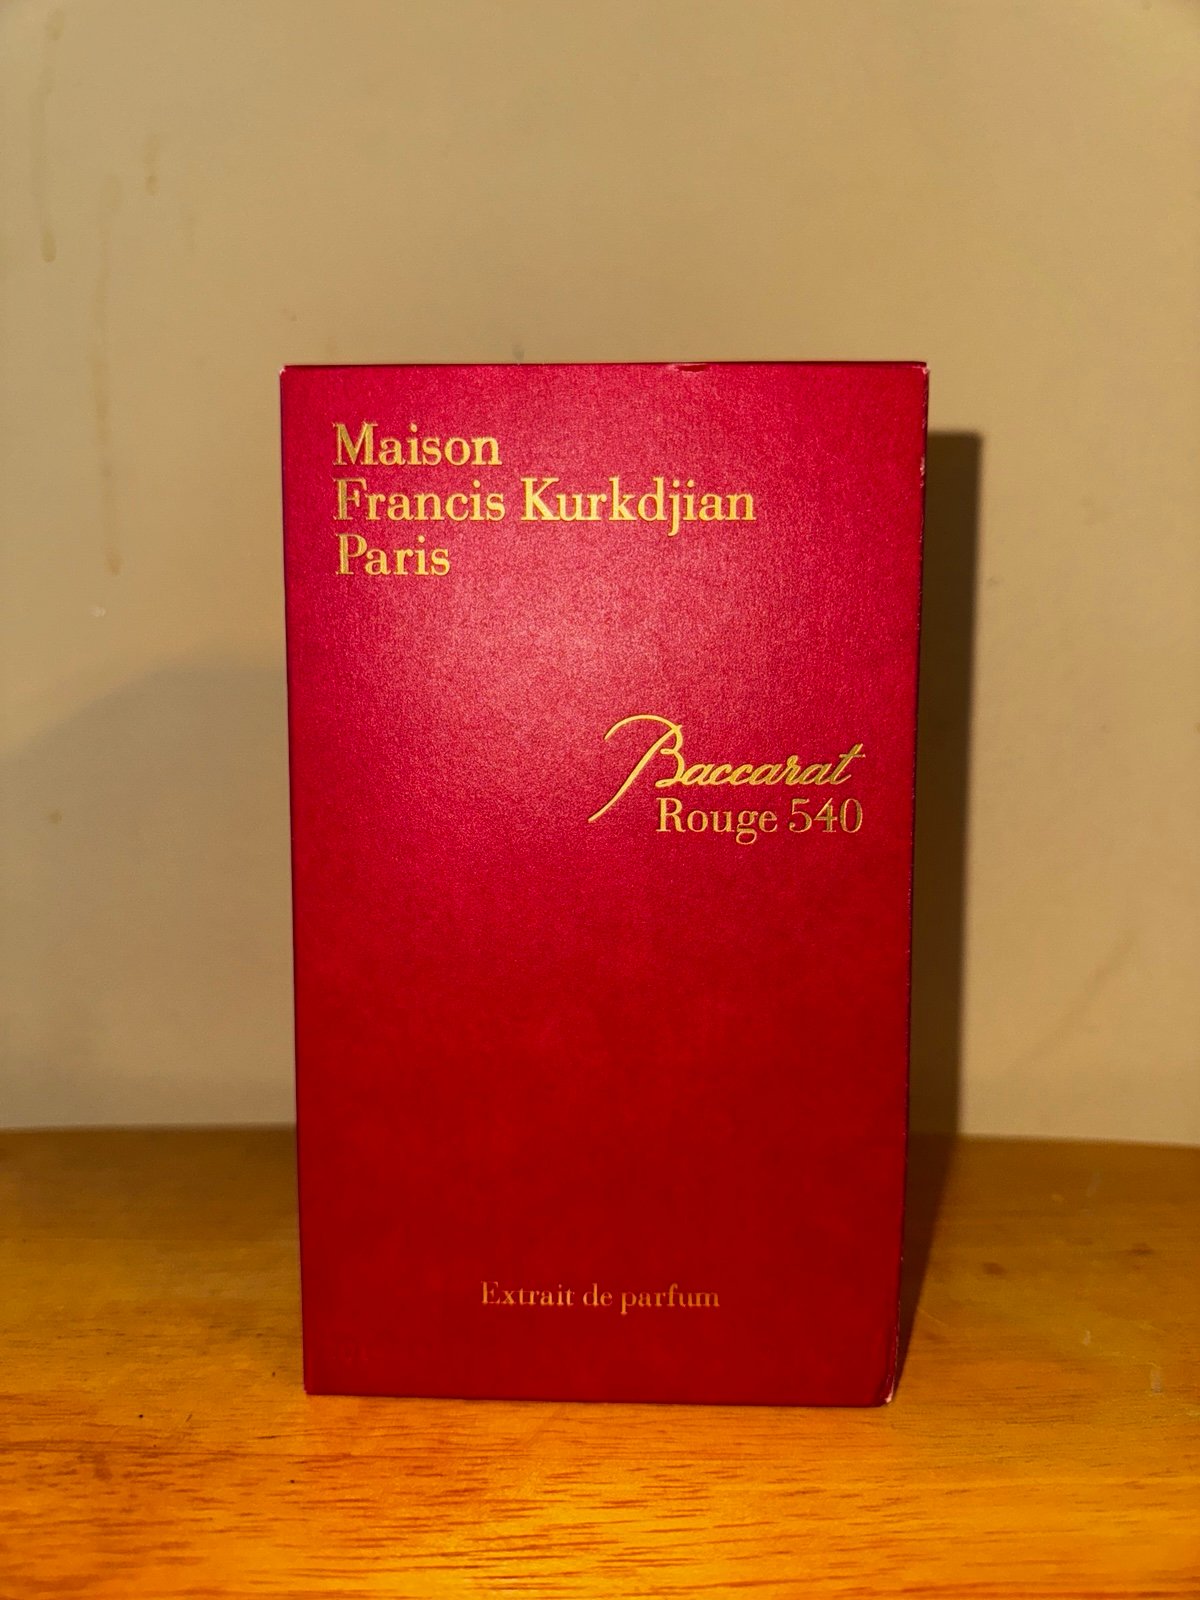 Maison
Francis Kurkdjian
Paris
Baccarat
Rouge 540
Extrait de parfum